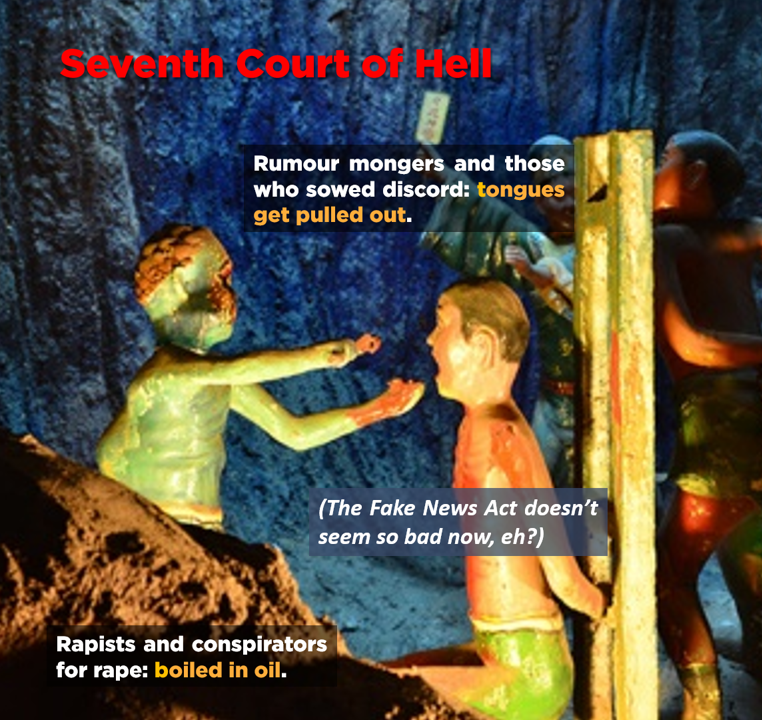 Seventh Court of Hell
Rumour mongers and those
who sowed discord: tongues
get pulled out.
(The Fake News Act doesn’t
seem so bad now, eh?)
Rapists and conspirators
for rape: boiled in oil.